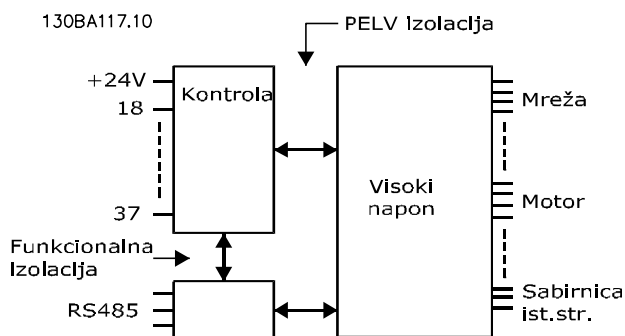 130BA117.10
PELV izolacija
+24V
18
37
Kontrola
Visoki
napon
Mreža
Motor
Sabirnica
ist.str.
Funkcionalna
izolacija
RS485